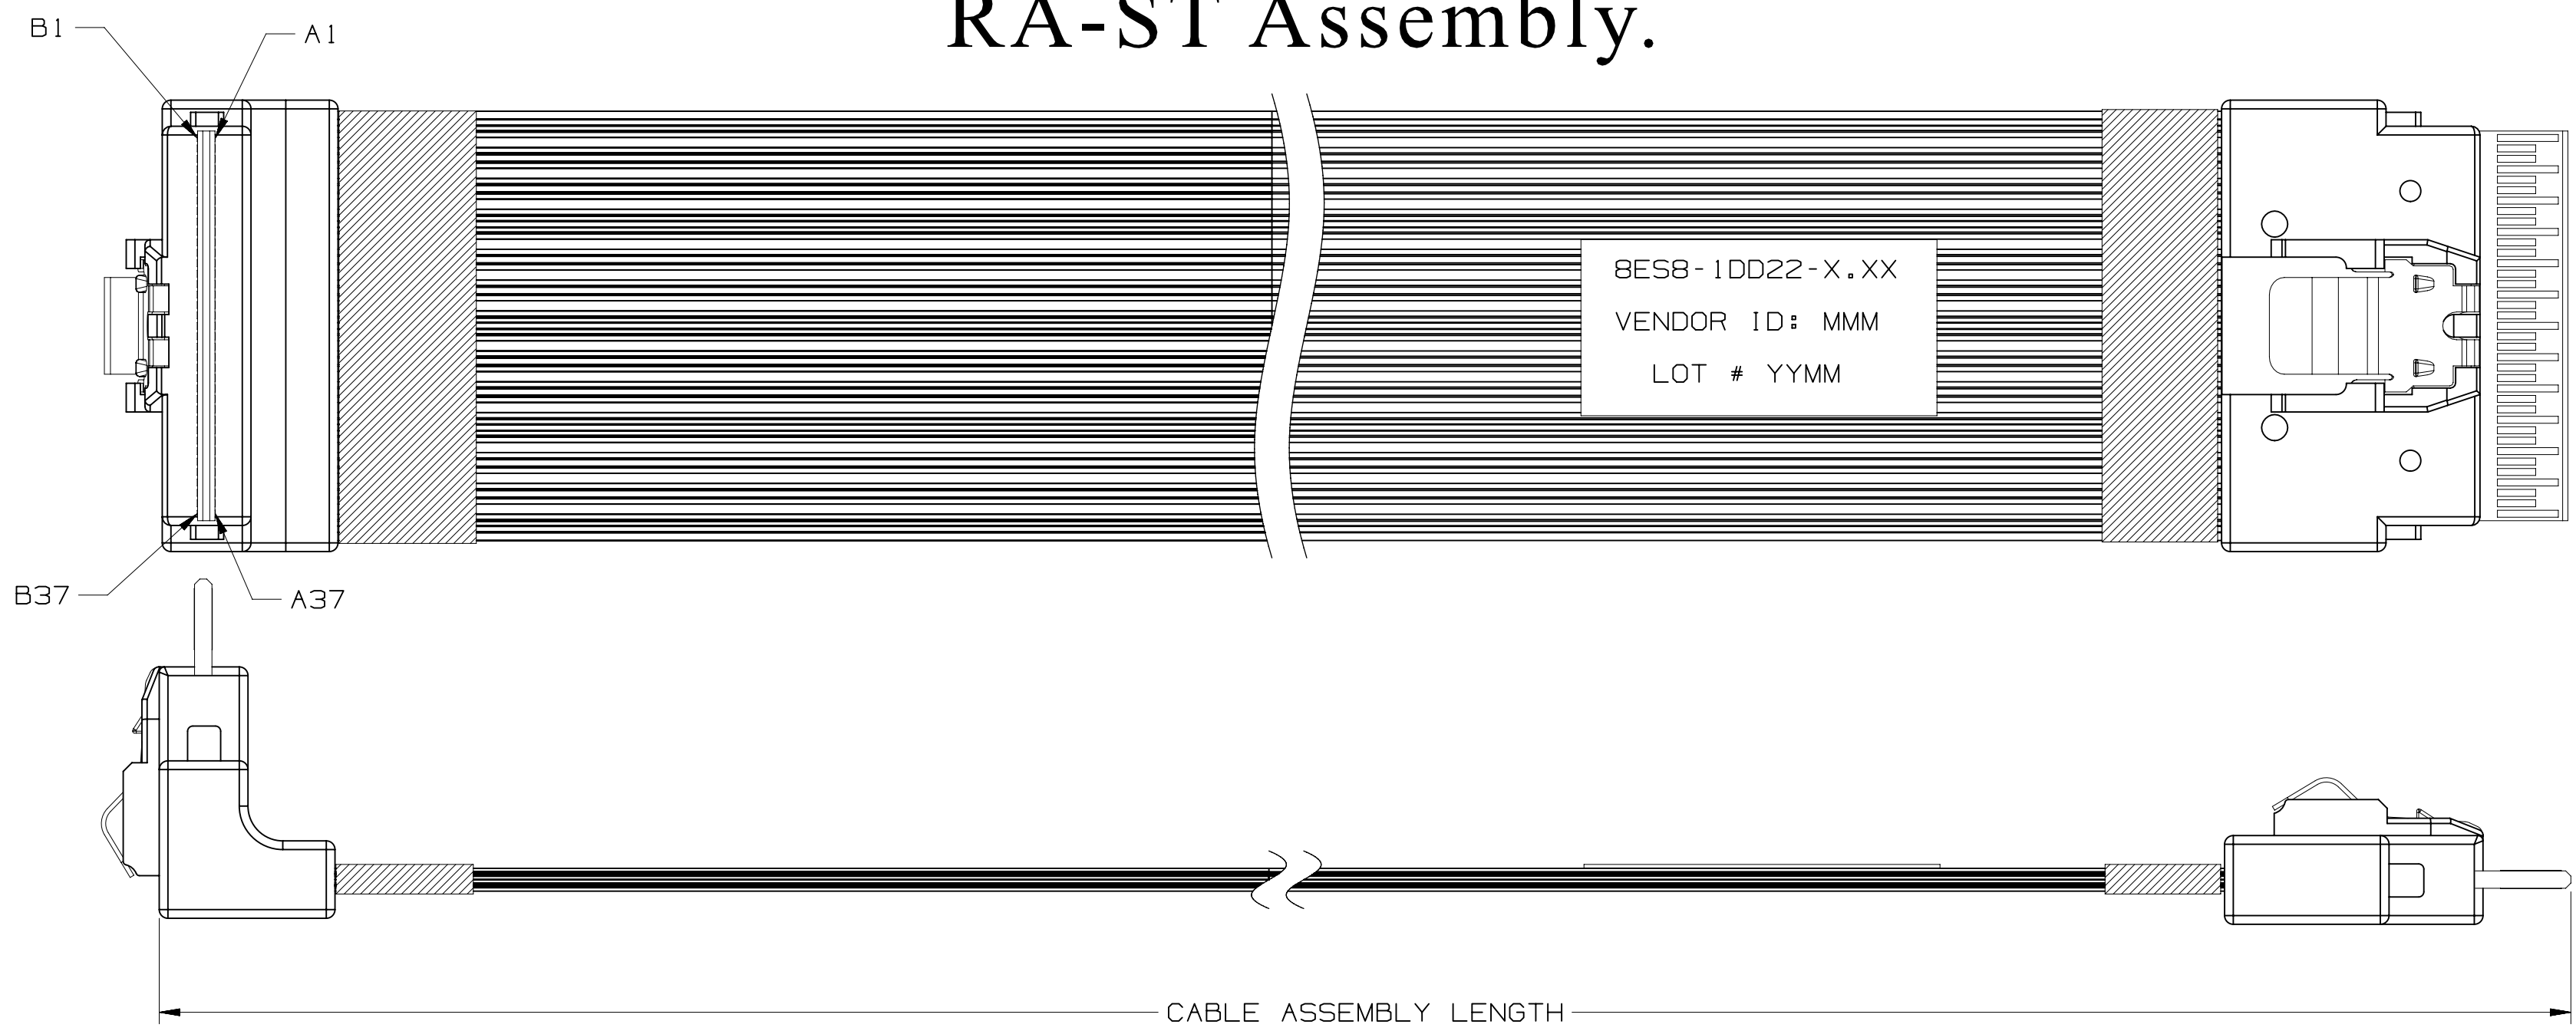 RA-ST Assembly.
B1
A1
8ES8-1DD22-X.XX
VENDOR ID: MMM
LOT # YYMM
B37
A37
CABLE ASSEMBLY LENGTH